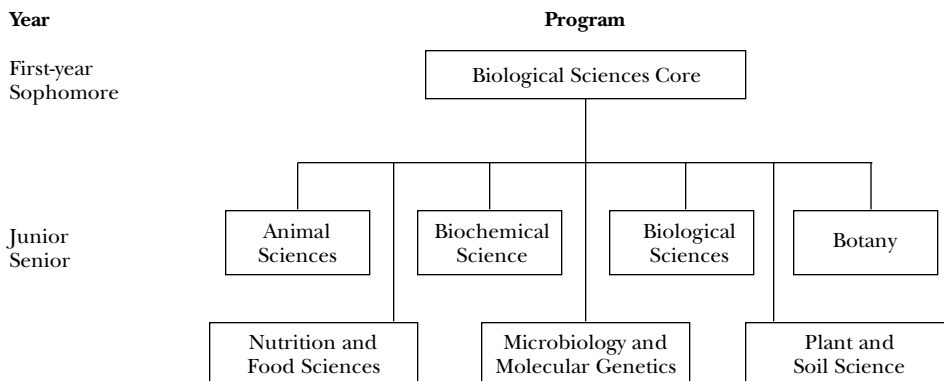 Year
Program
First-year
Sophomore
Biological Sciences Core
Junior
Senior
Animal
Sciences
Biochemical
Science
Biological
Sciences
Botany
Nutrition and
Food Sciences
Microbiology and
Molecular Genetics
Plant and
Soil Science